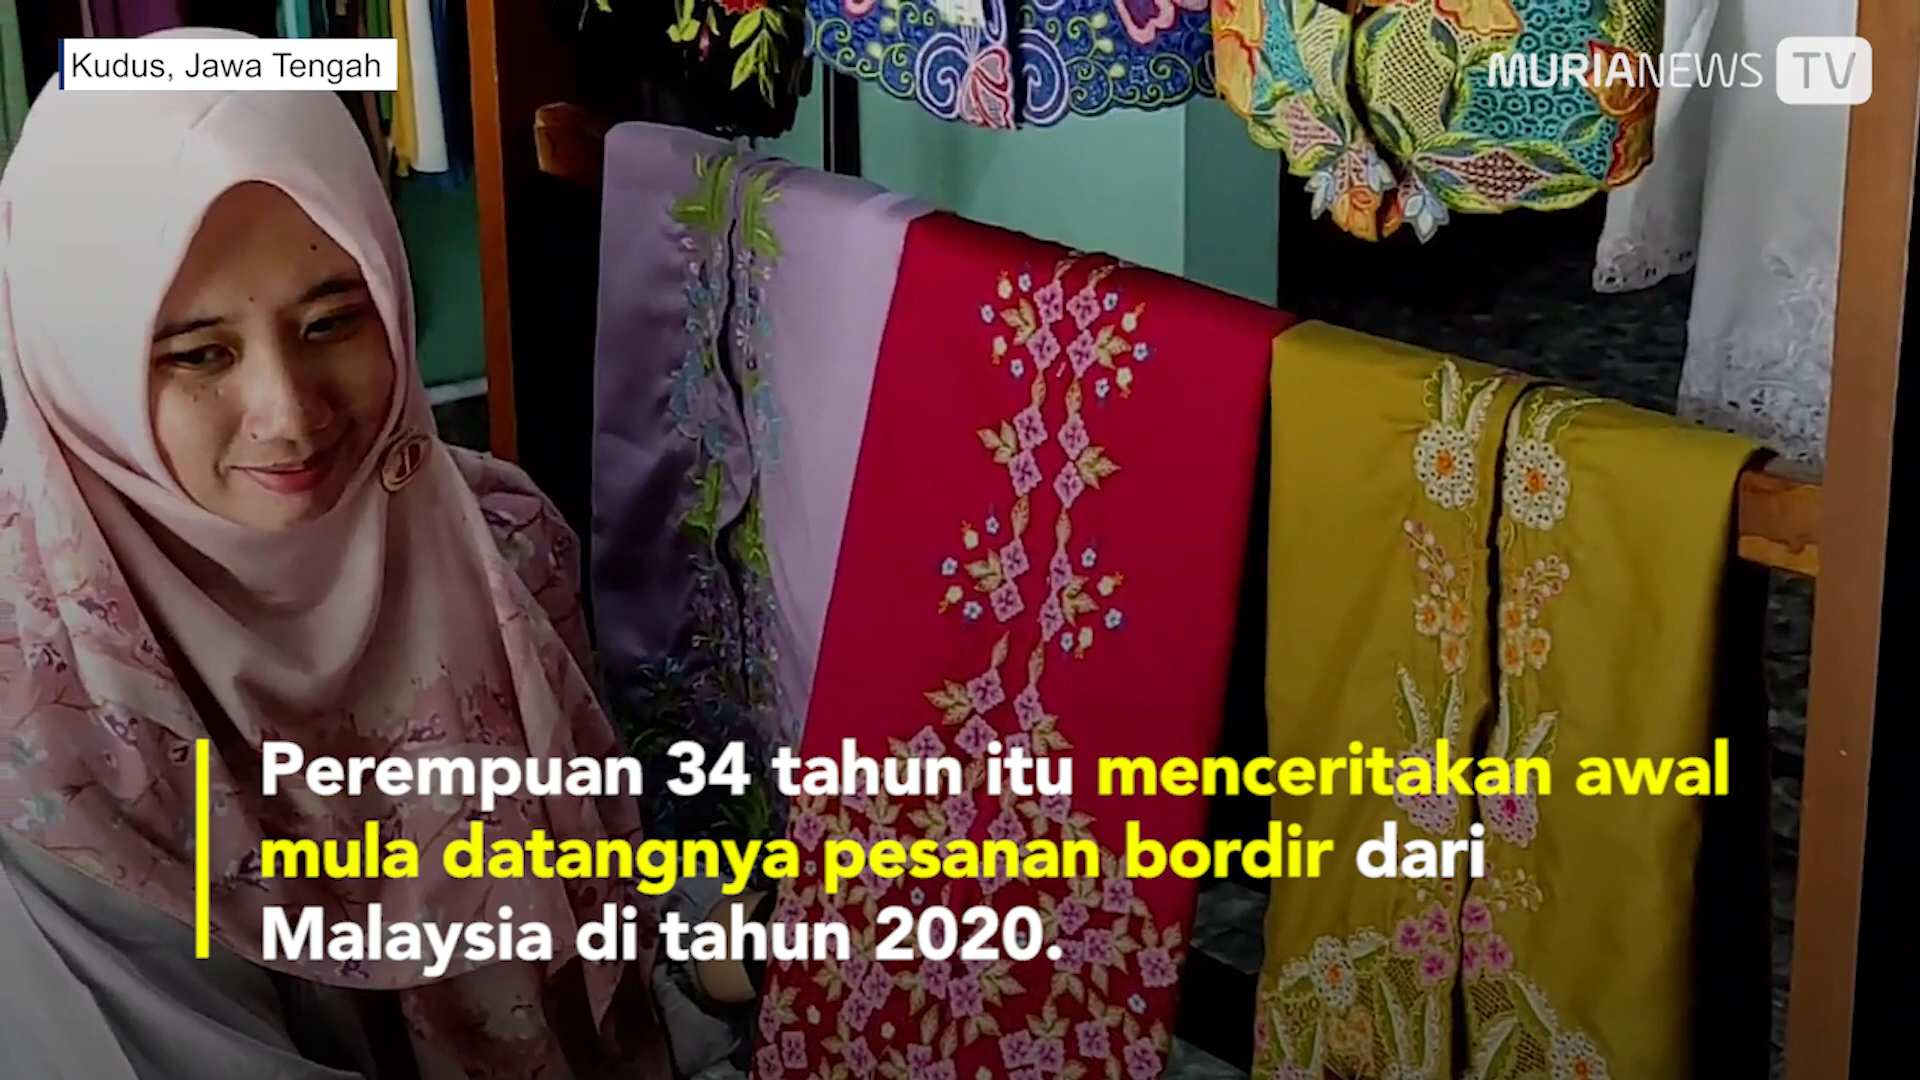 Kudus, Jawa Tengah
MURIANEWS TV
Perempuan 34 tahun itu menceritakan awal
mula datangnya pesanan bordir dari
Malaysia di tahun 2020.